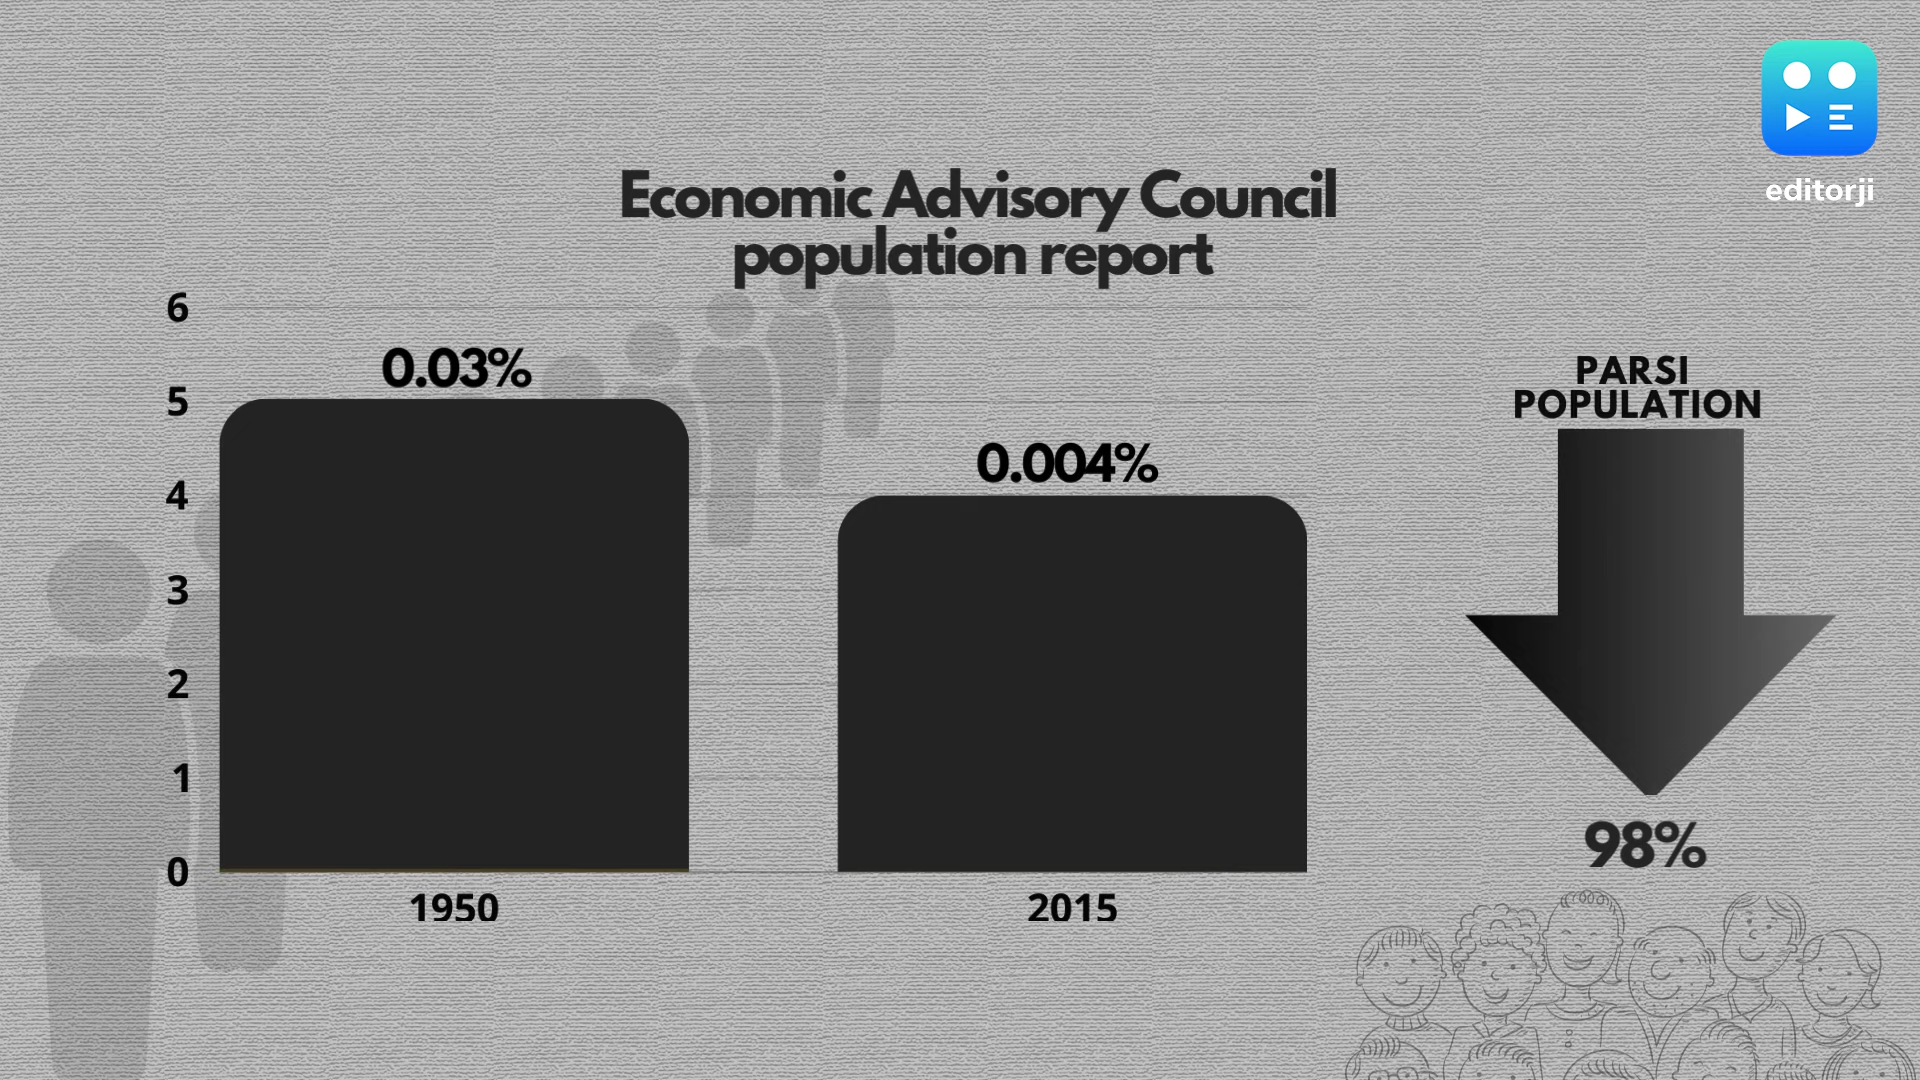 editorji
Economic Advisory Council
population report
6
5
4
3
2
1
0
0.03%
0.004%
1950
2015
PARSI
POPULATION
98%